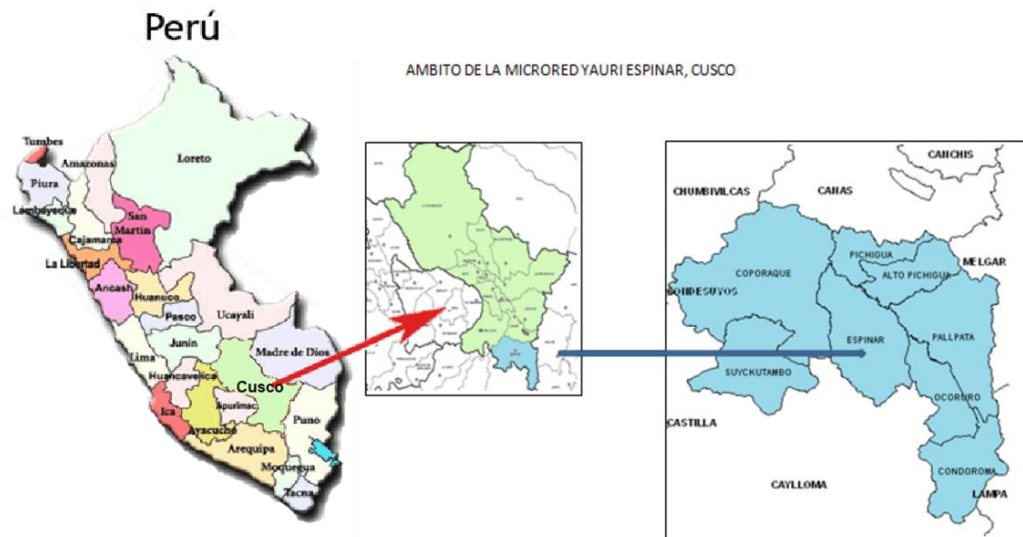 Perú
AMBITO DE LA MICRORED YAURI ESPINAR, CUSCO
Tumbes
Amazonas
Loreto
Piura
Lambayeque
San
Martin
Cajamarca
La Libertad
Ancash
Huanuco
Pasco
Ucayali
Lima
Junín
Madre de Dios
Huancavelica
Cusco
Ica
Apurimac
Ayacucho
Puno
Arequipa
Moquegua
Tacna
CANCHIS
CHUMBIVILCAS
CANAS
PICHIGUA
ALTO PICHIGUA
MELGAR
COPORAQUE
CONDESUYOS
ESPINAR
PALLPATA
SUYCKUTAMBO
OCORURO
CASTILLA
CONDOROMA
CAYLLOMA
LAMPA